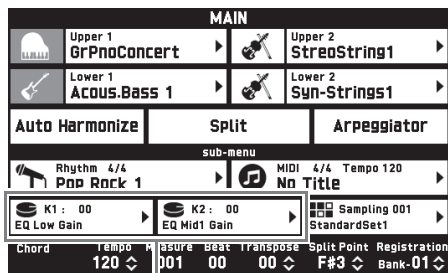 MAIN
Upper 1
GrPnoConcert
Upper 2
StreoString1
Lower 1
Acous.Bass 1
Lower 2
Syn-Strings1
Auto Harmonize
Split
Arpeggiator
sub-menu
Rhythm 4/4
Pop Rock 1
MIDI 4/4 Tempo 120
No Title
K1 : 00
EQ Low Gain
K2 : 00
EQ Mid1 Gain
Sampling 001
StandardSet1
Chord Tempo Measure Beat Transpose Split Point Registration
120 001 00 00 F#3 Bank-01